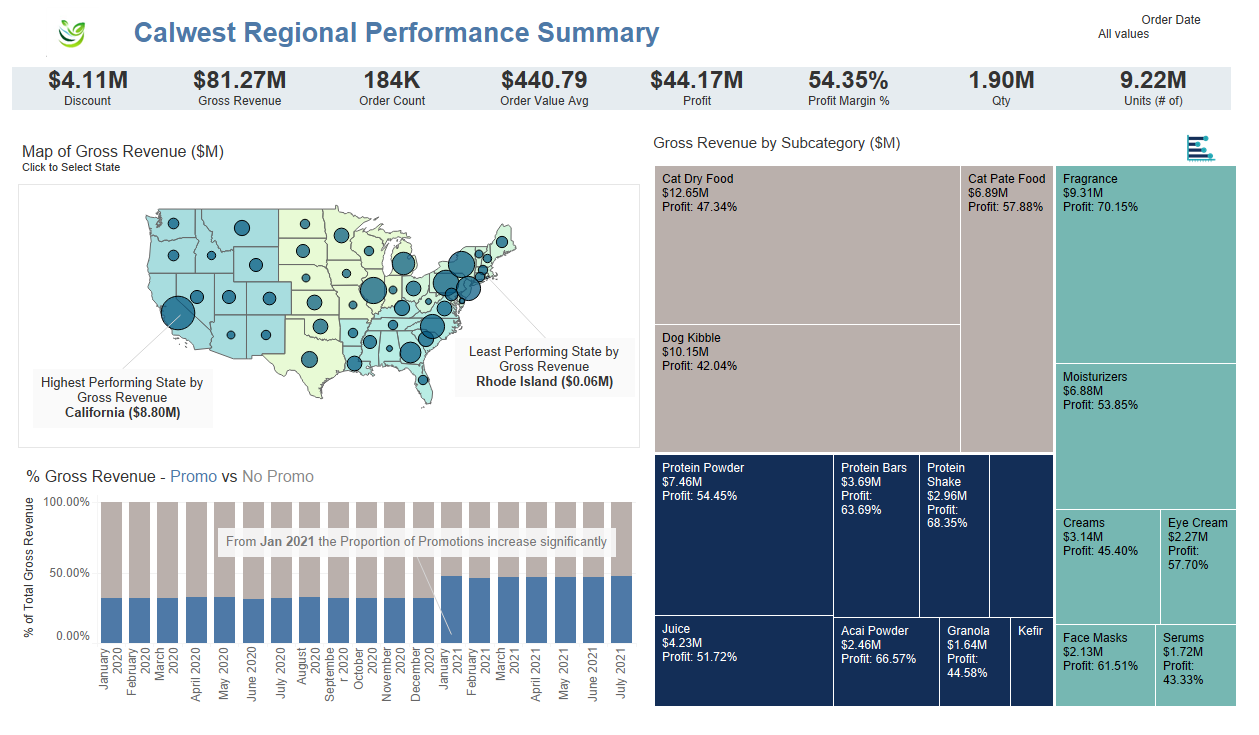 Calwest Regional Performance Summary
Order Date
All values
$4.11M
Discount
$81.27M
Gross Revenue
184K
Order Count
$440.79
Order Value Avg
$44.17M
Profit
54.35%
Profit Margin %
1.90M
Qty
9.22M
Units (# of)
Map of Gross Revenue ($M)
Click to Select State
Highest Performing State by
Gross Revenue
California ($8.80M)
Least Performing State by
Gross Revenue
Rhode Island ($0.06M)
% Gross Revenue - Promo vs No Promo
% of Total Gross Revenue
100.00%
50.00%
0.00%
From Jan 2021 the Proportion of Promotions increase significantly
January
2020
February
2020
March
2020
April 2020
May 2020
June 2020
July 2020
August
2020
Septembe
r 2020
October
2020
November
2020
December
2020
January
2021
February
2021
March
2021
April 2021
May 2021
June 2021
July 2021
Gross Revenue by Subcategory ($M)
Cat Dry Food
$12.65M
Profit: 47.34%
Cat Pate Food
$6.89M
Profit: 57.88%
Dog Kibble
$10.15M
Profit: 42.04%
Fragrance
$9.31M
Profit: 70.15%
Moisturizers
$6.88M
Profit: 53.85%
Creams
$3.14M
Profit: 45.40%
Eye Cream
$2.27M
Profit:
57.70%
Face Masks
$2.13M
Profit: 61.51%
Serums
$1.72M
Profit:
43.33%
Protein Powder
$7.46M
Profit: 54.45%
Protein Bars
$3.69M
Profit:
63.69%
Protein
Shake
$2.96M
Profit:
68.35%
Juice
$4.23M
Profit: 51.72%
Acai Powder
$2.46M
Profit: 66.57%
Granola
$1.64M
Profit:
44.58%
Kefir